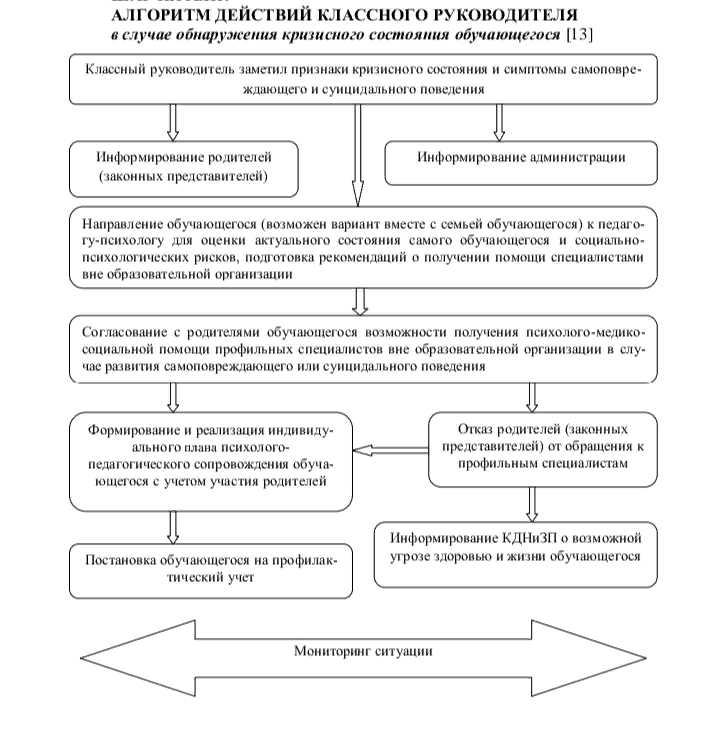 АЛГОРИТМ ДЕЙСТВИЙ КЛАССНОГО РУКОВОДИТЕЛЯ
в случае обнаружения кризисного состояния обучающегося [13]
Классный руководитель заметил признаки кризисного состояния и симптомы самоповре-
ждающего и суицидального поведения
Информирование родителей
(законных представителей)
Информирование администрации
Направление обучающегося (возможен вариант вместе с семьей обучающегося) к педаго-
гу-психологу для оценки актуального состояния самого обучающегося и социально-
психологических рисков, подготовка рекомендаций о получении помощи специалистами
вне образовательной организации
Согласование с родителями обучающегося возможности получения психолого-медико-
социальной помощи профильных специалистов вне образовательной организации в слу-
чае развития самоповреждающего или суицидального поведения
Формирование и реализация индивиду-
ального плана психолого-
педагогического сопровождения обуча-
ющегося с учетом участия родителей
Отказ родителей (законных
представителей) от обращения к
профильным специалистам
Постановка обучающегося на профилак-
тический учет
Информирование КДНиЗП о возможной
угрозе здоровью и жизни обучающегося
Мониторинг ситуации